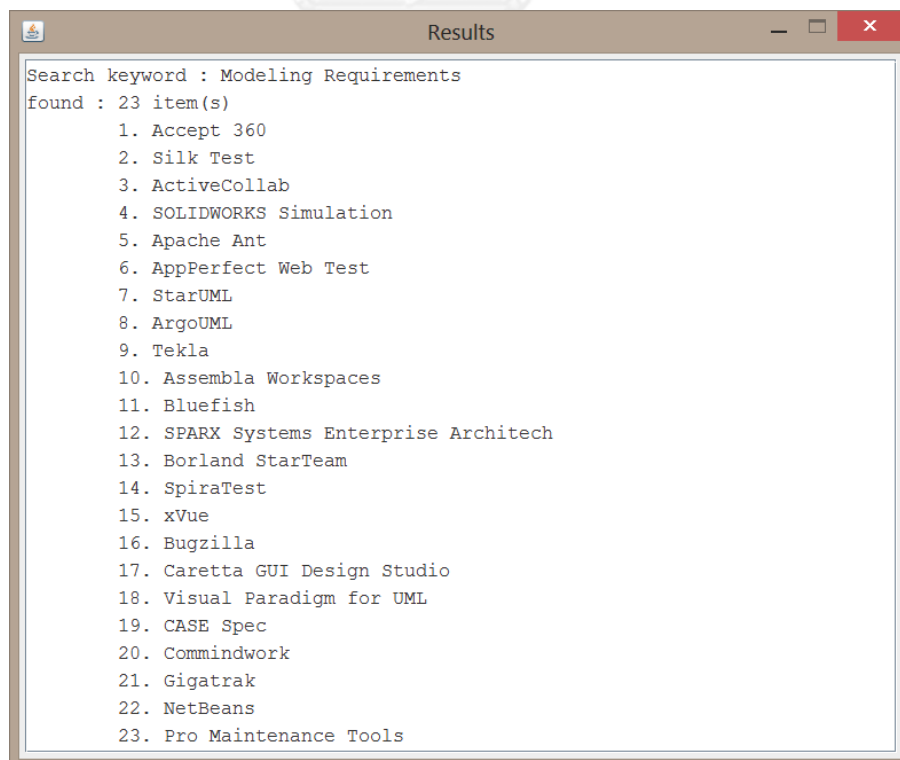 Results
Search keyword : Modeling Requirements
found : 23 item(s)
1. Accept 360
2. Silk Test
3. ActiveCollab
4. SOLIDWORKS Simulation
5. Apache Ant
6. AppPerfect Web Test
7. StarUML
8. ArgoUML
9. Tekla
10. Assembla Workspaces
11. Bluefish
12. SPARX Systems Enterprise Architech
13. Borland StarTeam
14. SpiraTest
15. xVue
16. Bugzilla
17. Caretta GUI Design Studio
18. Visual Paradigm for UML
19. CASE Spec
20. Commindwork
21. Gigatrak
22. NetBeans
23. Pro Maintenance Tools